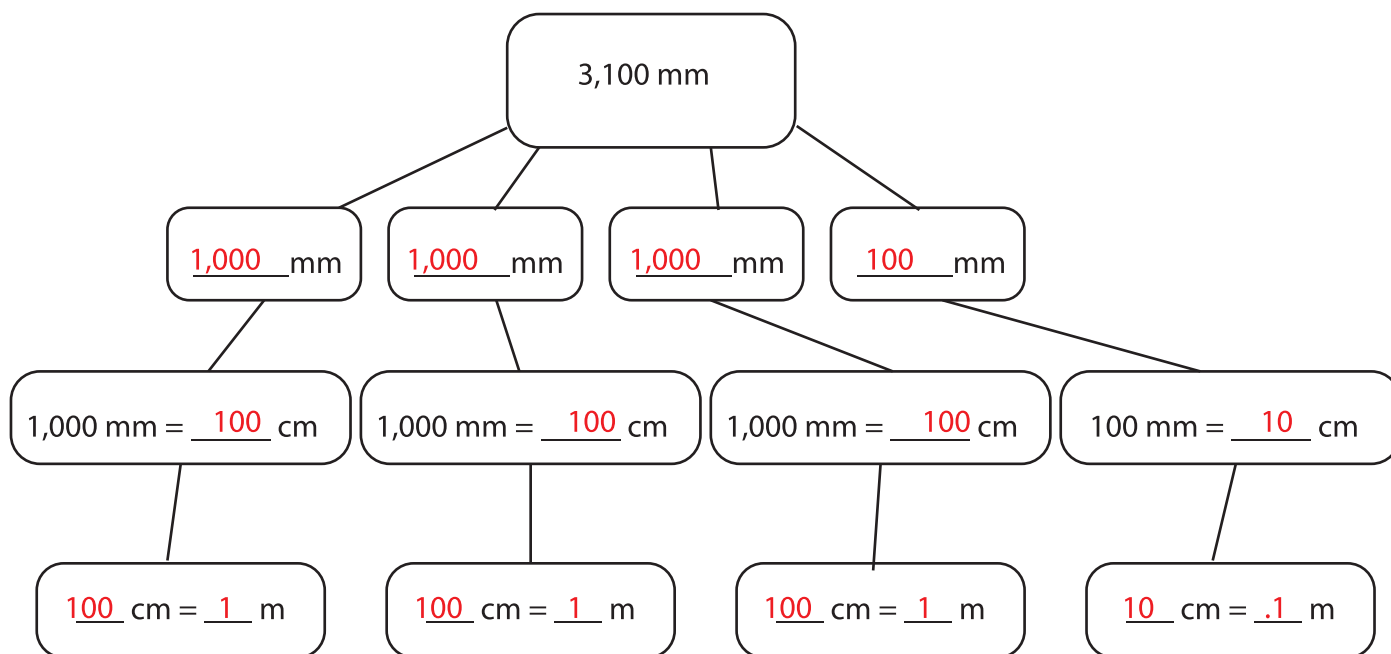 3,100 mm
1,000 mm
1,000 mm
1,000 mm
100 mm
1,000 mm = 100 cm
1,000 mm = 100 cm
1,000 mm = 100 cm
100 mm = 10 cm
100 cm = 1 m
100 cm = 1 m
100 cm = 1 m
10 cm = .1 m